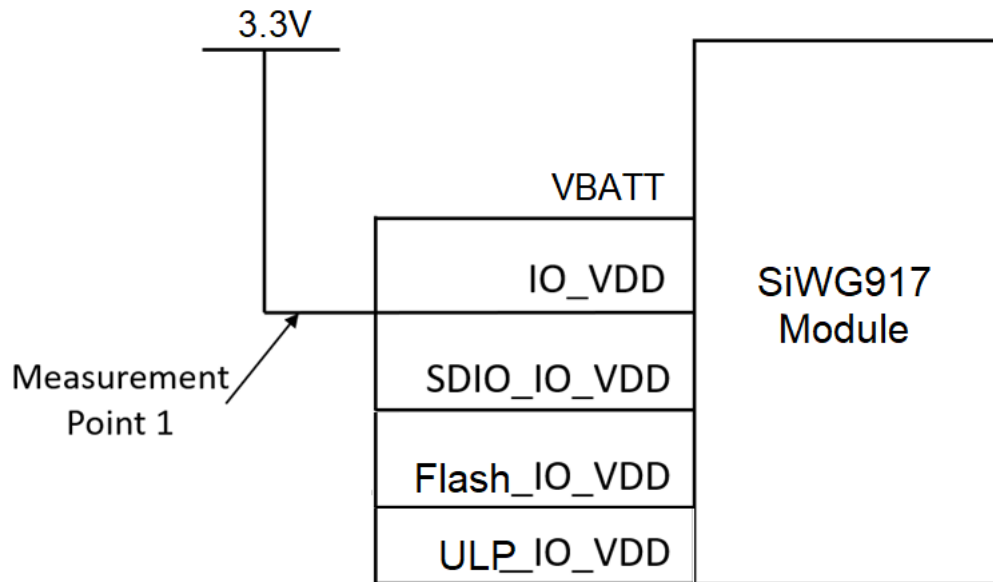 3.3V
VBATT
IO_VDD
SiWG917
Module
Measurement
Point 1
SDIO_IO_VDD
Flash_IO_VDD
ULP_IO_VDD